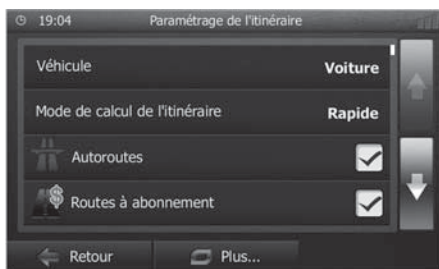 19:04 Paramétrage de l'itinéraire
Véhicule Voiture
Mode de calcul de l'itinéraire Rapide
Autoroutes
Routes à abonnement
Retour Plus...